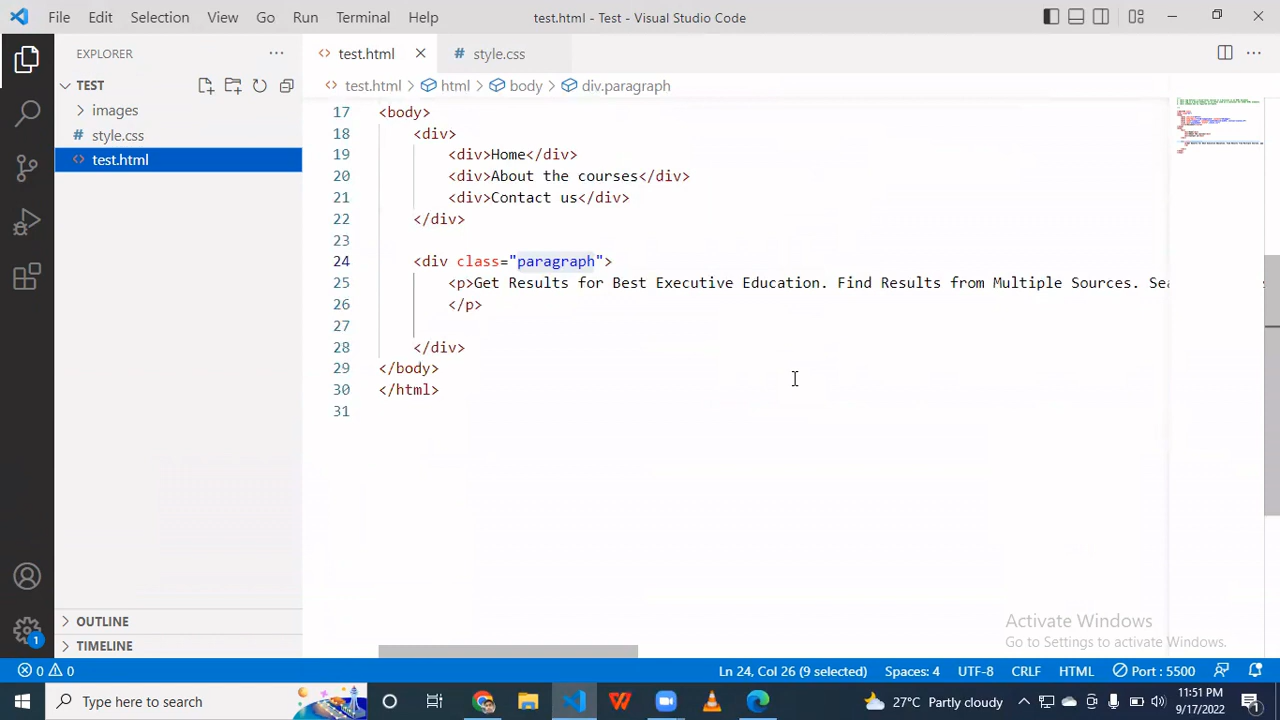 File Edit Selection View Go Run Terminal Help test.html - Test - Visual Studio Code
EXPLORER
test.html
style.css
TEST
test.html > html > body > div.paragraph
images
style.css
test.html
17 <body>
18 <div>
19 <div>Home</div>
20 <div>About the courses</div>
21 <div>Contact us</div>
22 </div>
23
24 <div class="paragraph">
25 <p>Get Results for Best Executive Education. Find Results from Multiple Sources. Sea
26 </p>
27
28 </div>
29 </body>
30 </html>
31
OUTLINE
TIMELINE
Activate Windows
Go to Settings to activate Windows.
1
0 0 Ln 24, Col 26 (9 selected) Spaces: 4 UTF-8 CRLF HTML Port : 5500
Type here to search
27°C Partly cloudy
11:51 PM
9/17/2022
1